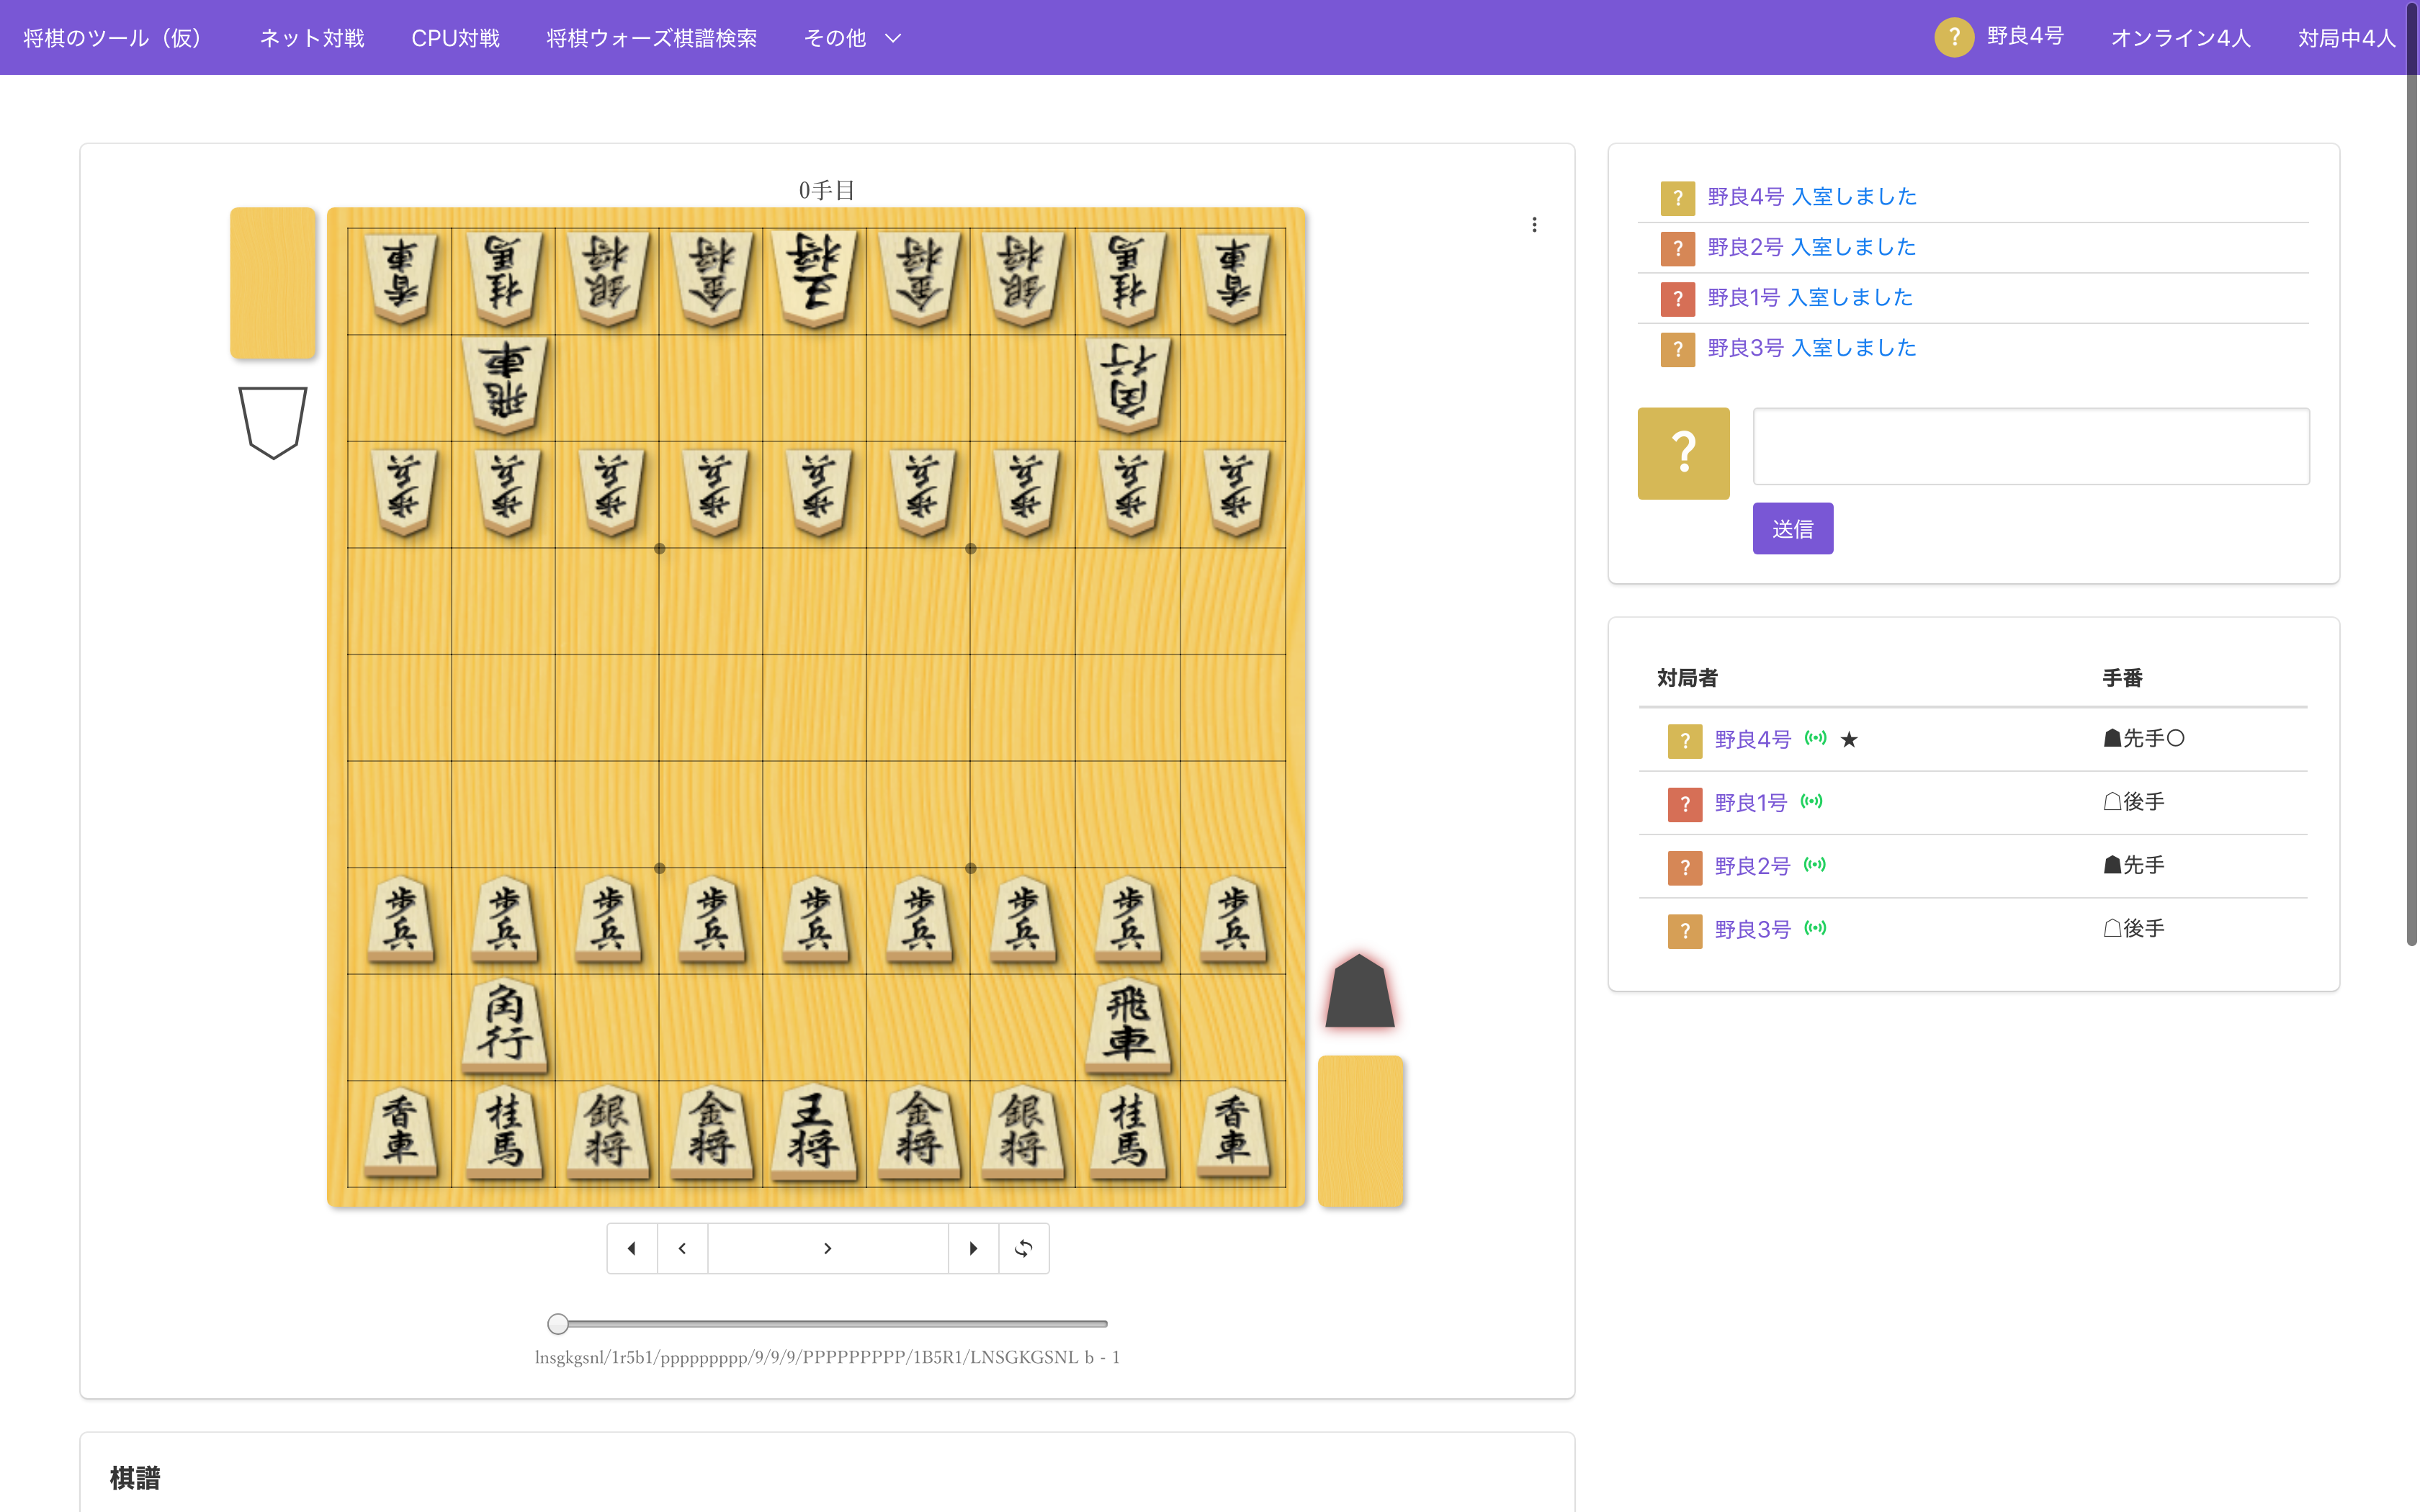 将棋のツール（仮） ネット対戦 CPU対戦 将棋ウォーズ棋譜検索 その他 ? 野良4号 オンライン4人 対局中4人
0手目
香車 桂馬 銀将 金将 王将 金将 銀将 桂馬 香車
飛車 角行
歩兵 歩兵 歩兵 歩兵 歩兵 歩兵 歩兵 歩兵 歩兵
歩兵 歩兵 歩兵 歩兵 歩兵 歩兵 歩兵 歩兵 歩兵
角行 飛車
香車 桂馬 銀将 金将 王将 金将 銀将 桂馬 香車
lnsgkgsnl/1r5b1/ppppppppp/9/9/9/PPPPPPPPP/1B5R1/LNSGKGSNL b - 1
棋譜
? 野良4号 入室しました
? 野良2号 入室しました
? 野良1号 入室しました
? 野良3号 入室しました
?
送信
対局者 手番
? 野良4号 ★ ☗先手○
? 野良1号 ☖後手
? 野良2号 ☗先手
? 野良3号 ☖後手